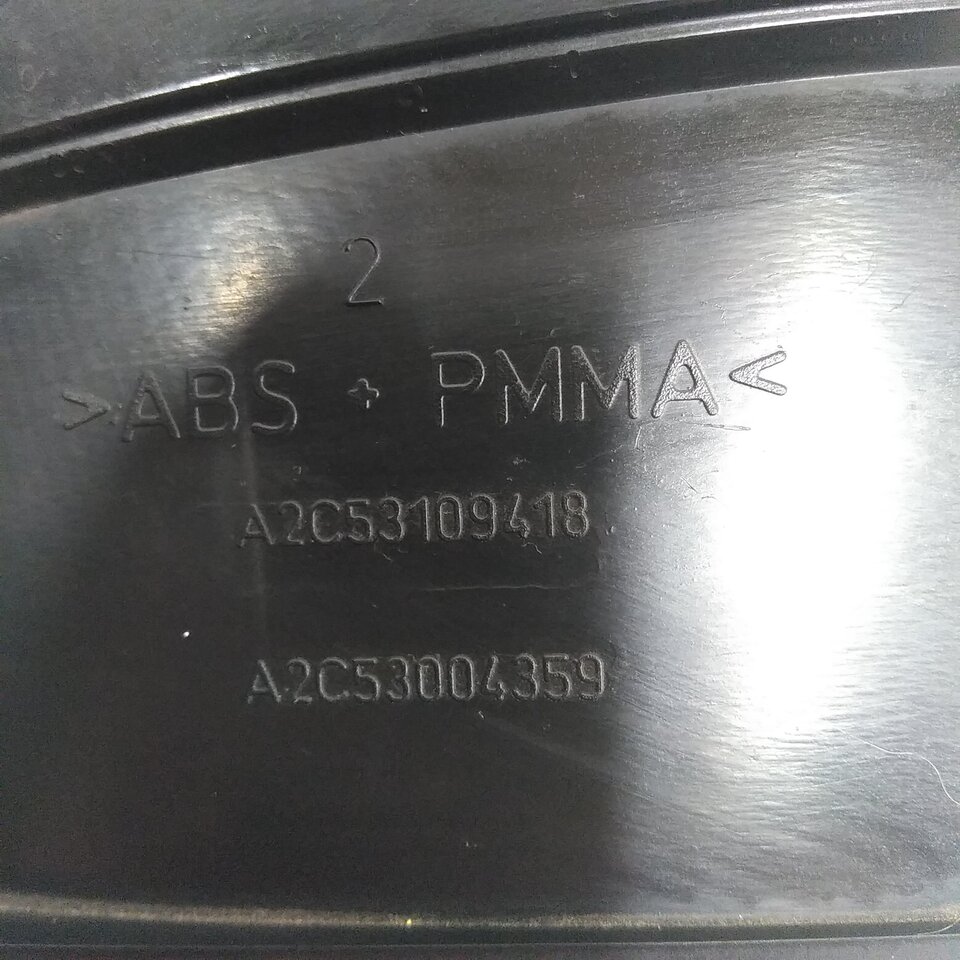 2
>ABS + PMMA<
A2C53109418
A2C53004359